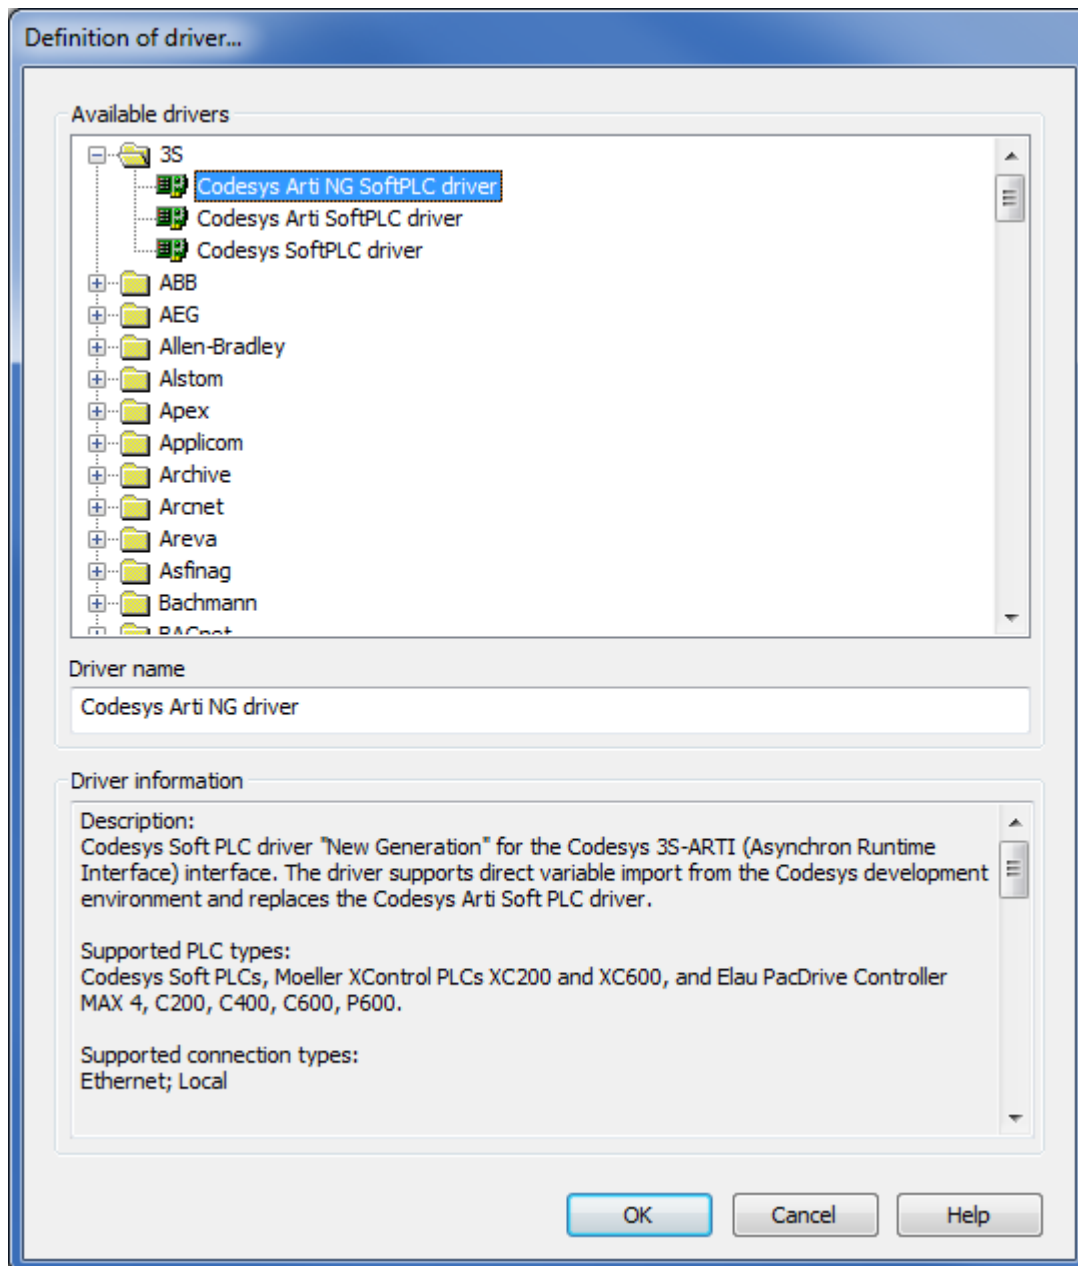 Definition of driver...
Available drivers
3S
Codesys Arti NG SoftPLC driver
Codesys Arti SoftPLC driver
Codesys SoftPLC driver
ABB
AEG
Allen-Bradley
Alstom
Apex
Applicom
Archive
Arcnet
Areva
Asfinag
Bachmann
BACnet
Driver name
Codesys Arti NG driver
Driver information
Description:
Codesys Soft PLC driver "New Generation" for the Codesys 3S-ARTI (Asynchron Runtime
Interface) interface. The driver supports direct variable import from the Codesys development
environment and replaces the Codesys Arti Soft PLC driver.
Supported PLC types:
Codesys Soft PLCs, Moeller XControl PLCs XC200 and XC600, and Elau PacDrive Controller
MAX 4, C200, C400, C600, P600.
Supported connection types:
Ethernet; Local
OK
Cancel
Help